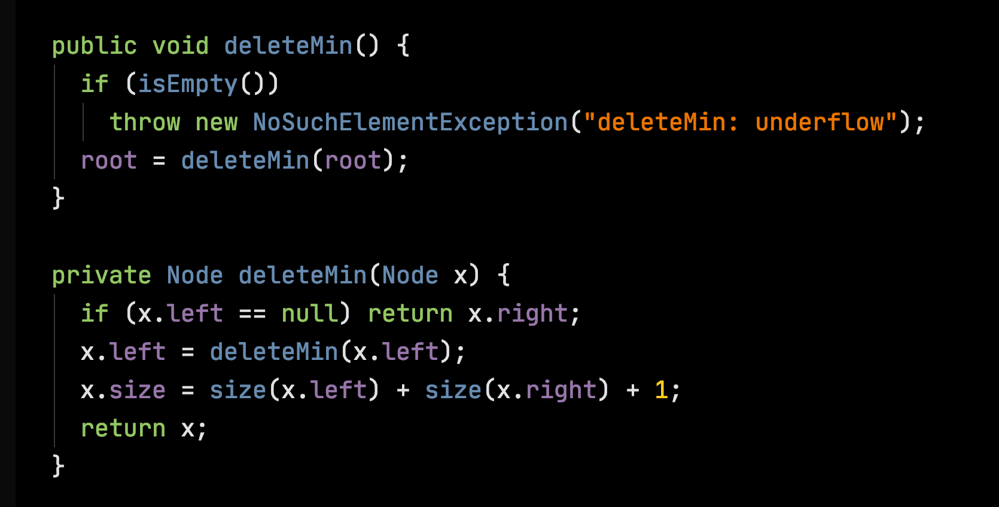 public void deleteMin() {
if (isEmpty())
throw new NoSuchElementException("deleteMin: underflow");
root = deleteMin(root);
}
private Node deleteMin(Node x) {
if (x.left == null) return x.right;
x.left = deleteMin(x.left);
x.size = size(x.left) + size(x.right) + 1;
return x;
}